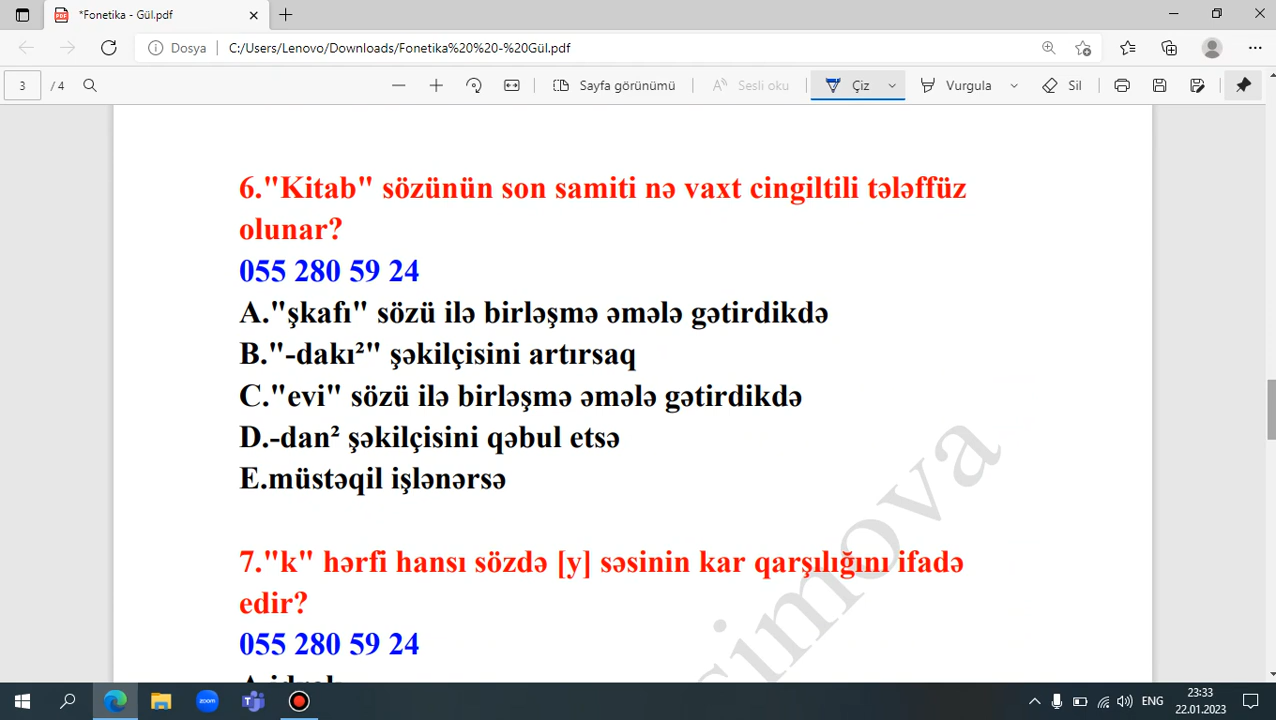 *Fonetika - Gül.pdf
Dosya
C:/Users/Lenovo/Downloads/Fonetika%20%20-%20Gül.pdf
3 / 4
Sayfa görünümü
Sesli oku
Çiz
Vurgula
Sil
6."Kitab" sözünün son samiti nə vaxt cingiltili tələffüz
olunar?
055 280 59 24
A."şkafı" sözü ilə birləşmə əmələ gətirdikdə
B."-dakı²" şəkilçisini artırsaq
C."evi" sözü ilə birləşmə əmələ gətirdikdə
D.-dan² şəkilçisini qəbul etsə
E.müstəqil işlənərsə
7."k" hərfi hansı sözdə [y] səsinin kar qarşılığını ifadə
edir?
055 280 59 24
simova
zoom
ENG
23:33
22.01.2023